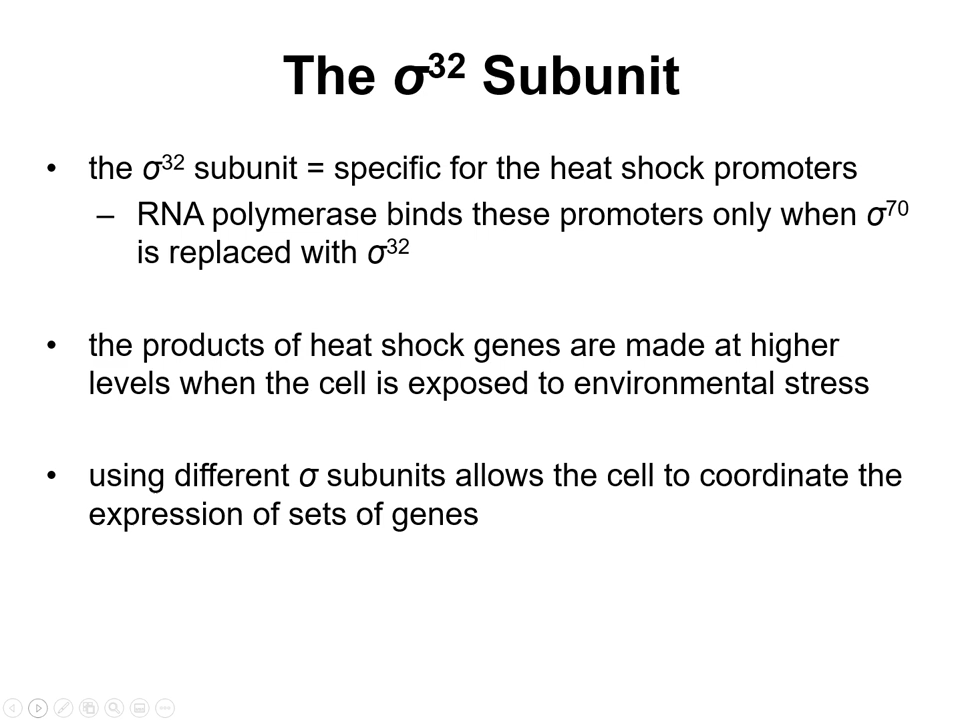 The σ³² Subunit
• the σ³² subunit = specific for the heat shock promoters
– RNA polymerase binds these promoters only when σ⁷⁰
is replaced with σ³²
• the products of heat shock genes are made at higher
levels when the cell is exposed to environmental stress
• using different σ subunits allows the cell to coordinate the
expression of sets of genes